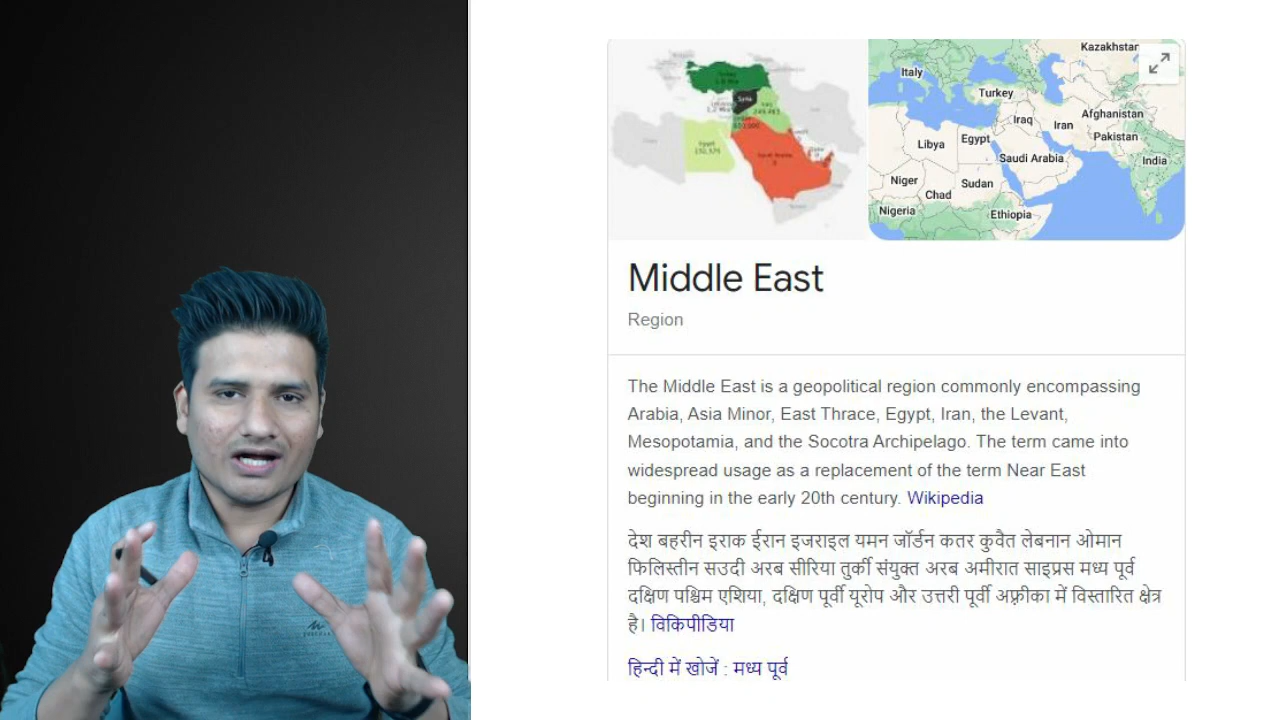 Kazakhstan
Italy
Turkey
Afghanistan
Iraq
Iran
Pakistan
Libya
Egypt
Saudi Arabia
India
Niger
Chad
Sudan
Nigeria
Ethiopia
Syria
Egypt
Saudi Arabia
Middle East
Region
The Middle East is a geopolitical region commonly encompassing
Arabia, Asia Minor, East Thrace, Egypt, Iran, the Levant,
Mesopotamia, and the Socotra Archipelago. The term came into
widespread usage as a replacement of the term Near East
beginning in the early 20th century. Wikipedia
देश बहरीन इराक ईरान इजराइल यमन जॉर्डन कतर कुवैत लेबनान ओमान
फिलिस्तीन सउदी अरब सीरिया तुर्की संयुक्त अरब अमीरात साइप्रस मध्य पूर्व
दक्षिण पश्चिम एशिया, दक्षिण पूर्वी यूरोप और उत्तरी पूर्वी अफ़्रीका में विस्तारित क्षेत्र
है। विकिपीडिया
हिन्दी में खोजें : मध्य पूर्व